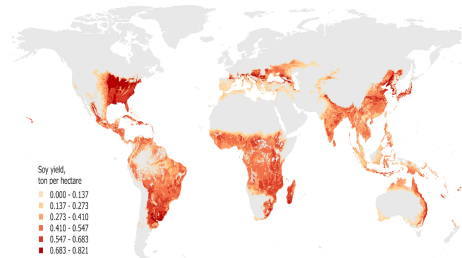 Soy yield,
ton per hectare
0.000 - 0.137
0.137 - 0.273
0.273 - 0.410
0.410 - 0.547
0.547 - 0.683
0.683 - 0.821